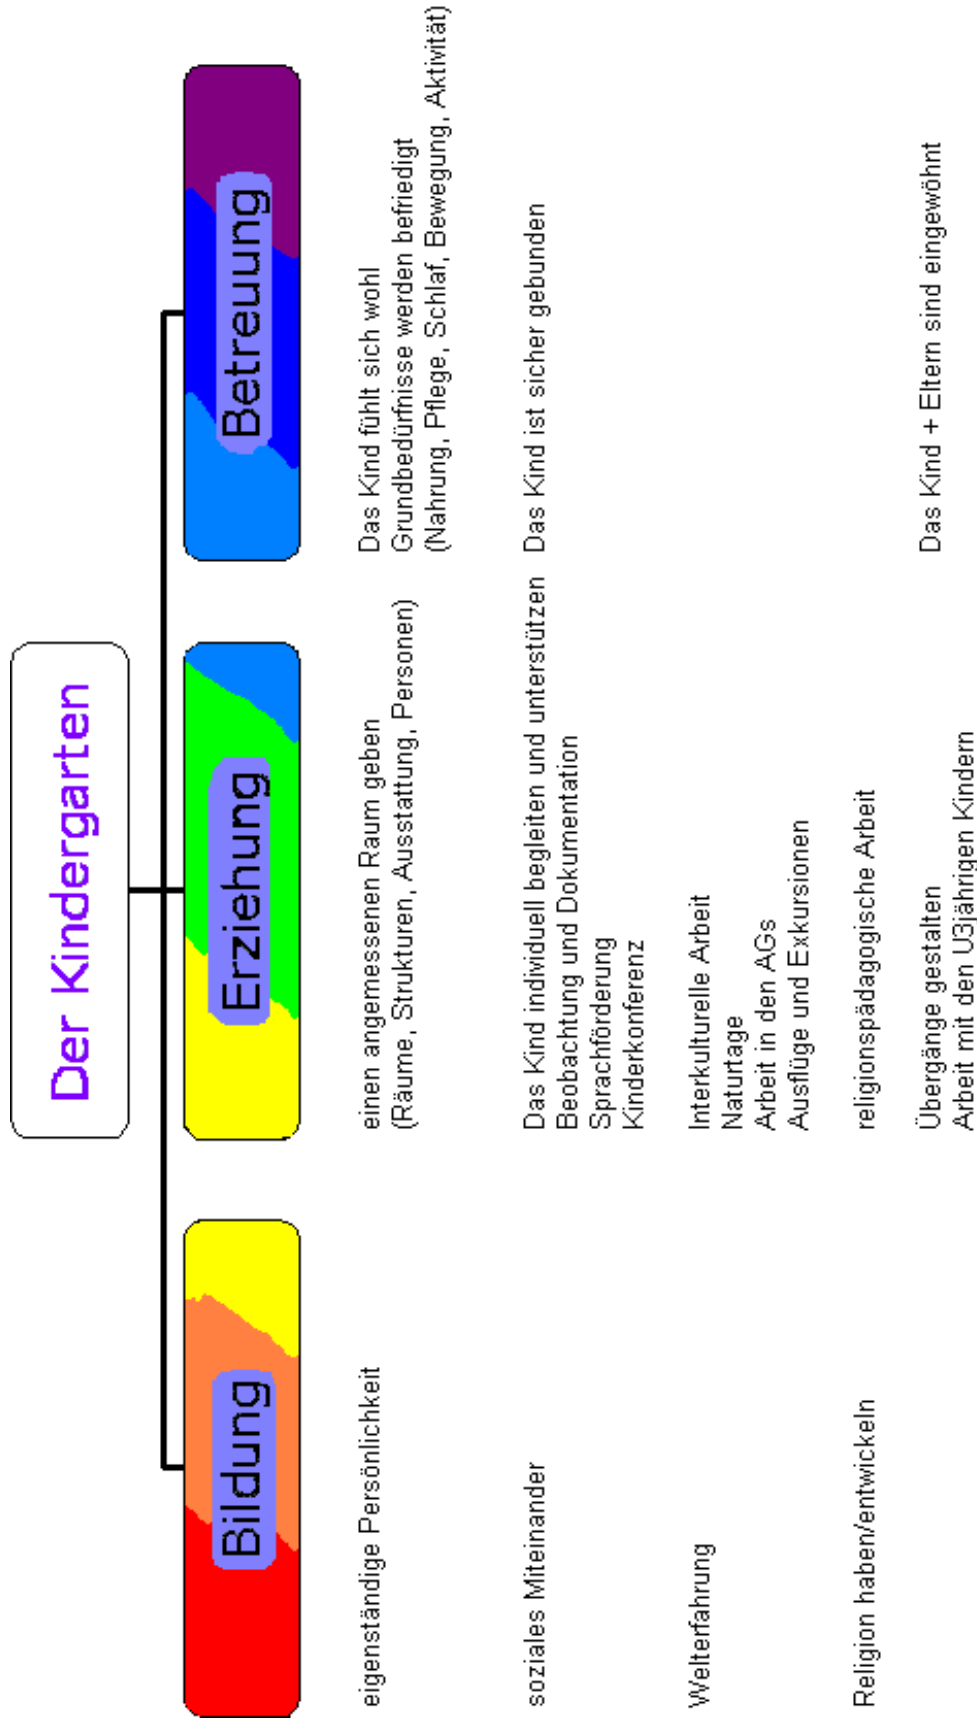 Der Kindergarten
Bildung
Erziehung
Betreuung
eigenständige Persönlichkeit
einen angemessenen Raum geben
(Räume, Strukturen, Ausstattung, Personen)
Das Kind fühlt sich wohl
Grundbedürfnisse werden befriedigt
(Nahrung, Pflege, Schlaf, Bewegung, Aktivität)
soziales Miteinander
Das Kind individuell begleiten und unterstützen
Beobachtung und Dokumentation
Sprachförderung
Kinderkonferenz
Das Kind ist sicher gebunden
Welterfahrung
Interkulturelle Arbeit
Naturtage
Arbeit in den AGs
Ausflüge und Exkursionen
Religion haben/entwickeln
religionspädagogische Arbeit
Übergänge gestalten
Arbeit mit den U3jährigen Kindern
Das Kind + Eltern sind eingewöhnt